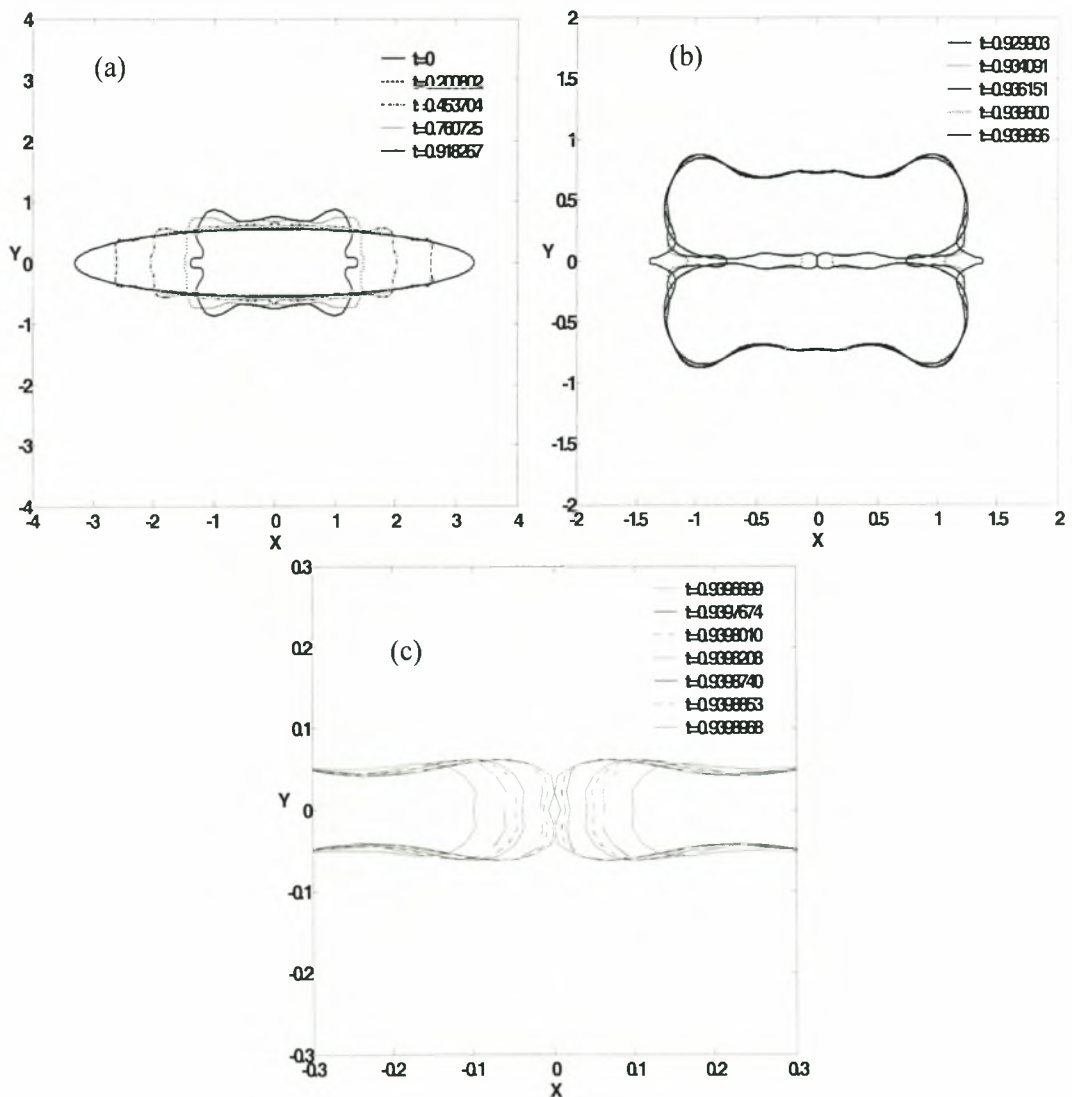 4
(a)
t=0
t=0.200802
t=0.453704
t=0.760725
t=0.918267
3
2
1
Y
0
-1
-2
-3
-4
-4 -3 -2 -1 0 1 2 3 4
X
2
(b)
t=0.929903
t=0.934091
t=0.936151
t=0.939600
t=0.939896
1.5
1
0.5
Y
0
-0.5
-1
-1.5
-2
-2 -1.5 -1 -0.5 0 0.5 1 1.5 2
X
0.3
(c)
t=0.9396699
t=0.9397674
t=0.9398010
t=0.9398208
t=0.9398740
t=0.9398853
t=0.9398968
0.2
0.1
Y
0
-0.1
-0.2
-0.3
-0.3 -0.2 -0.1 0 0.1 0.2 0.3
X